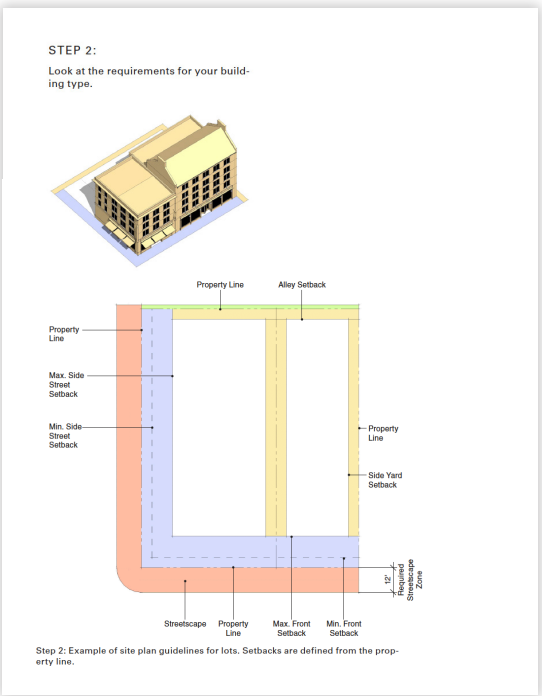 STEP 2:
Look at the requirements for your build-
ing type.
Property Line
Alley Setback
Property
Line
Max. Side
Street
Setback
Min. Side
Street
Setback
Property
Line
Side Yard
Setback
12'
Required
Streetscape
Zone
Streetscape
Property
Line
Max. Front
Setback
Min. Front
Setback
Step 2: Example of site plan guidelines for lots. Setbacks are defined from the prop-
erty line.